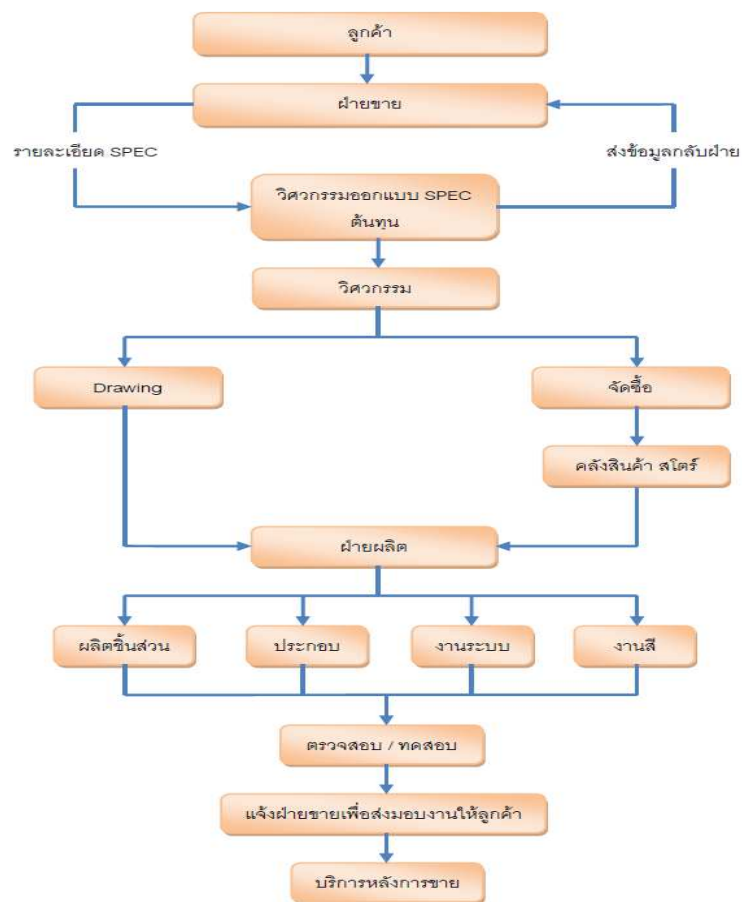 ลูกค้า
ฝ่ายขาย
รายละเอียด SPEC
ส่งข้อมูลกลับฝ่าย
วิศวกรรมออกแบบ SPEC
ต้นทุน
วิศวกรรม
Drawing
จัดซื้อ
คลังสินค้า สโตร์
ฝ่ายผลิต
ผลิตชิ้นส่วน
ประกอบ
งานระบบ
งานสี
ตรวจสอบ / ทดสอบ
แจ้งฝ่ายขายเพื่อส่งมอบงานให้ลูกค้า
บริการหลังการขาย